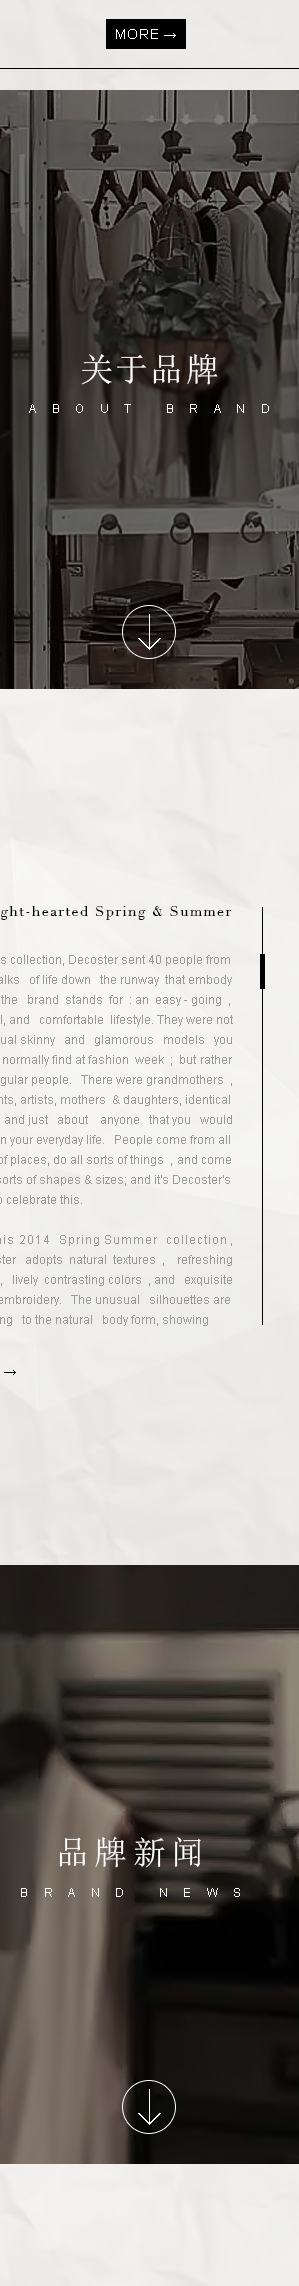 MORE →
关于品牌
ABOUT BRAND
ght-hearted Spring & Summer
s collection, Decoster sent 40 people from
alks of life down the runway that embody
the brand stands for : an easy - going ,
l, and comfortable lifestyle. They were not
ual skinny and glamorous models you
normally find at fashion week ; but rather
gular people. There were grandmothers ,
nts, artists, mothers & daughters, identical
and just about anyone that you would
n your everyday life. People come from all
of places, do all sorts of things , and come
sorts of shapes & sizes; and it's Decoster's
o celebrate this.
his 2014 Spring Summer collection ,
ster adopts natural textures , refreshing
, lively contrasting colors , and exquisite
embroidery. The unusual silhouettes are
ng to the natural body form, showing
→
品牌新闻
BRAND NEWS